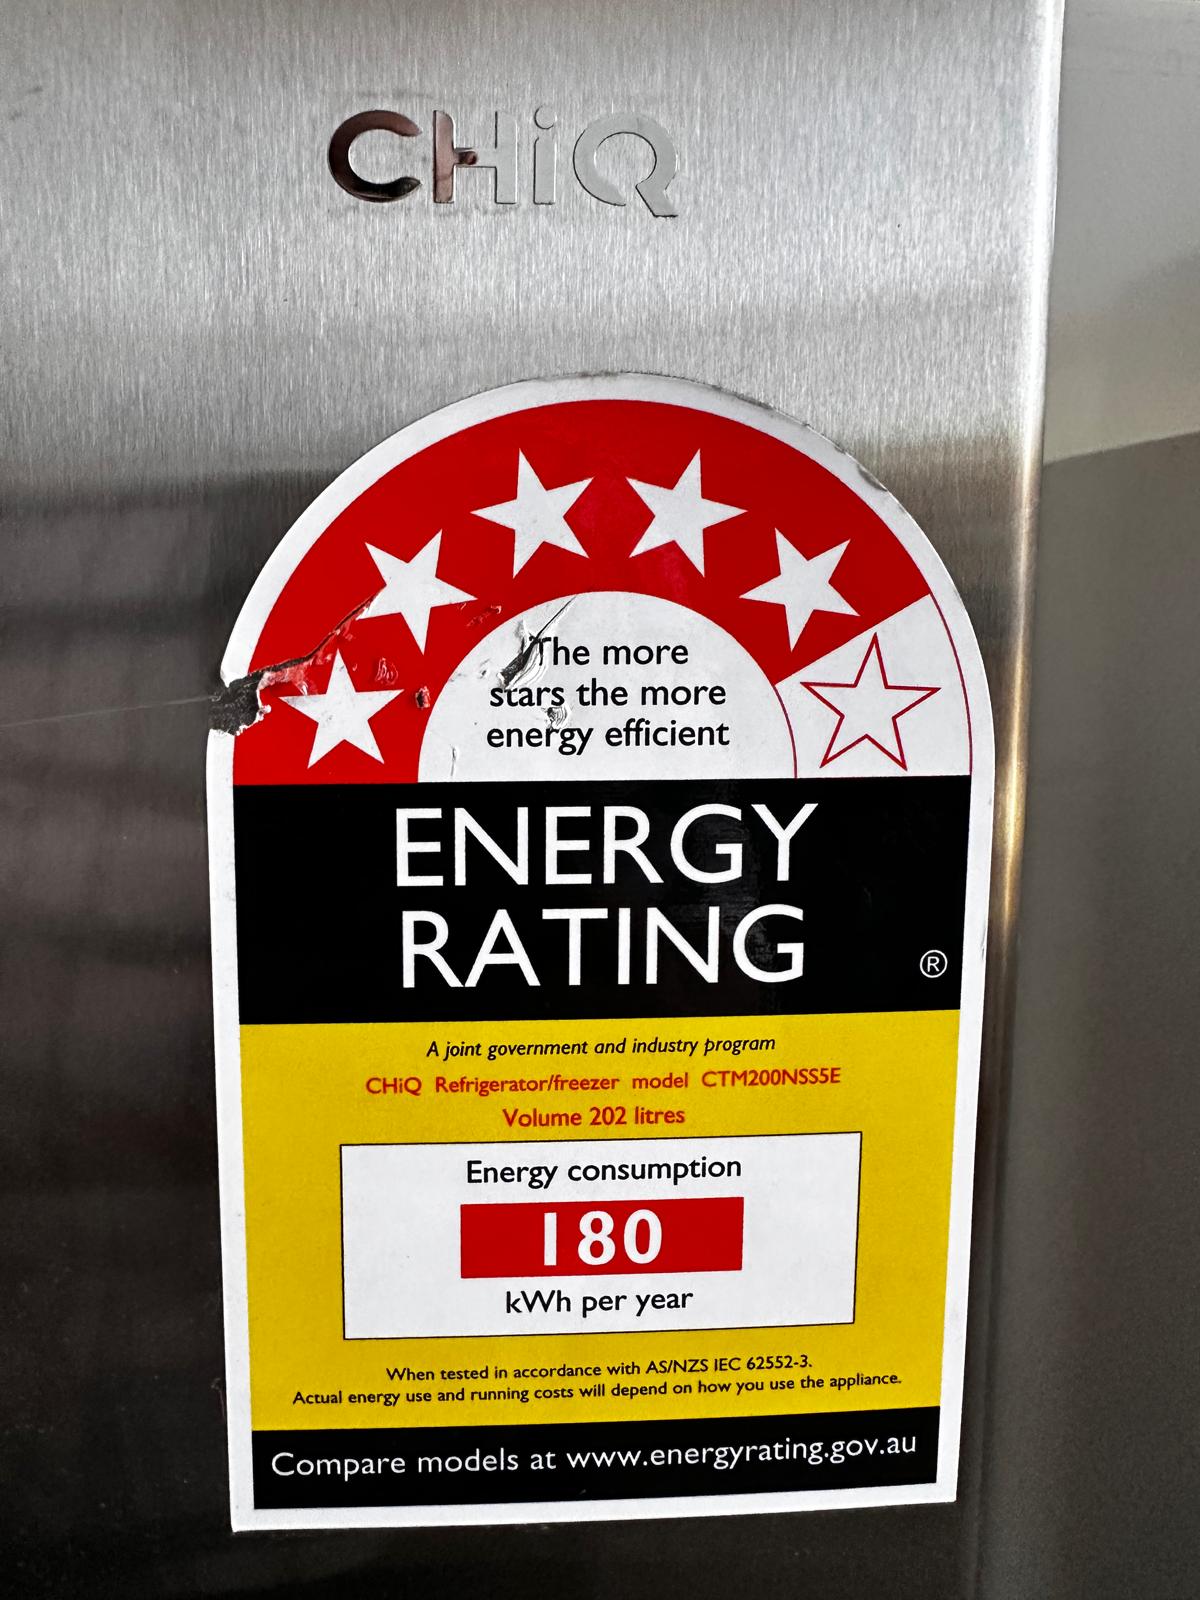 CHiQ
The more
stars the more
energy efficient
ENERGY
RATING
®
A joint government and industry program
CHiQ Refrigerator/freezer model CTM200NSS5E
Volume 202 litres
Energy consumption
180
kWh per year
When tested in accordance with AS/NZS IEC 62552-3.
Actual energy use and running costs will depend on how you use the appliance.
Compare models at www.energyrating.gov.au